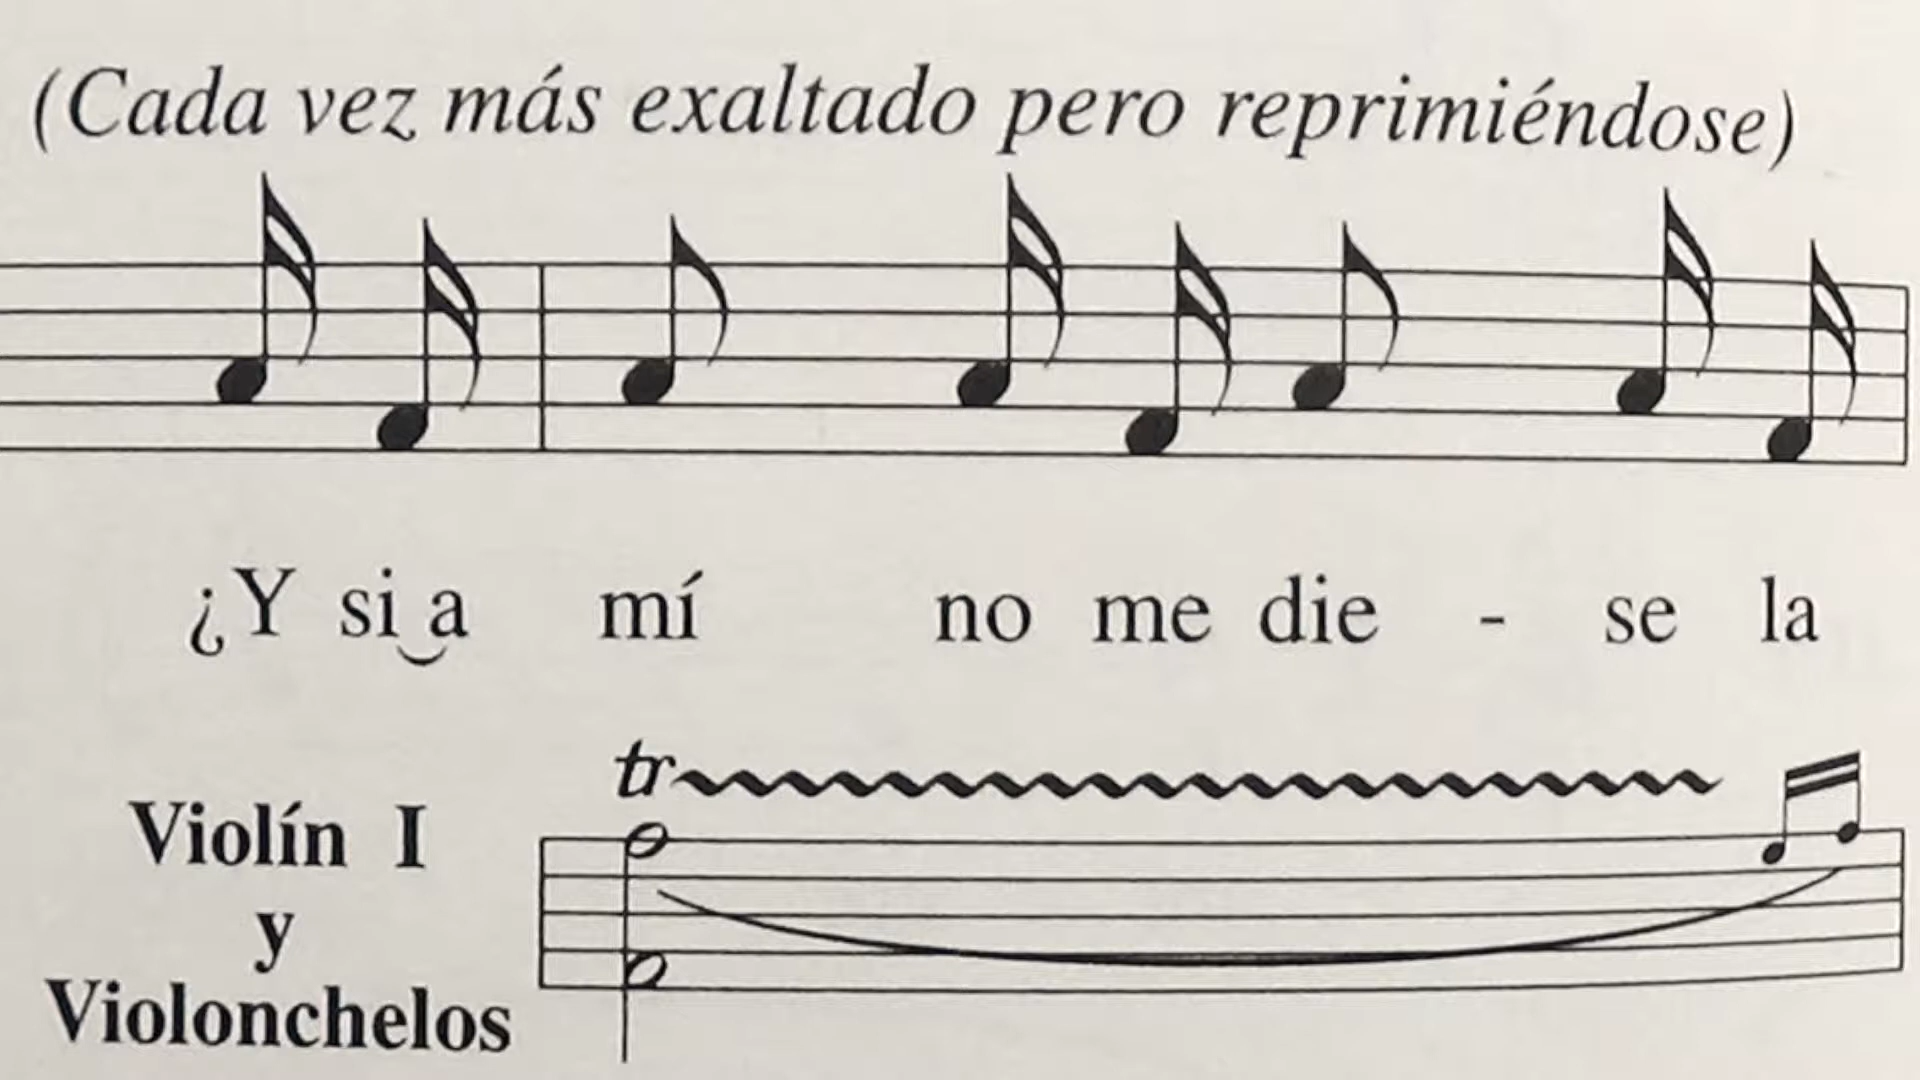 (Cada vez más exaltado pero reprimiéndose)
¿Y si a mí no me die - se la
tr
Violín I
y
Violonchelos